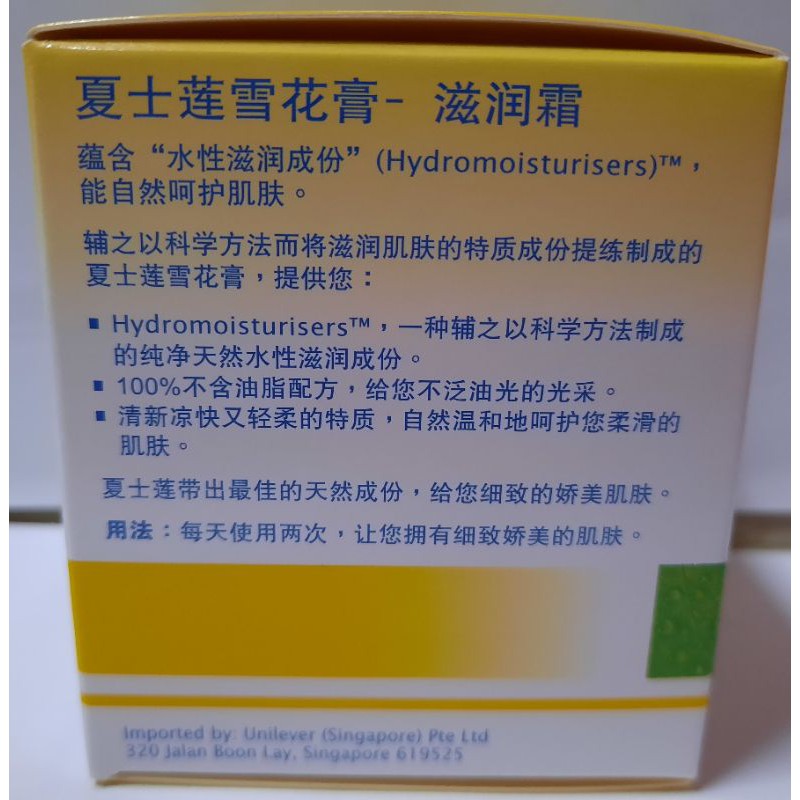 夏士莲雪花膏- 滋润霜
蕴含“水性滋润成份”(Hydromoisturisers)™，
能自然呵护肌肤。
辅之以科学方法而将滋润肌肤的特质成份提练制成的
夏士莲雪花膏，提供您：
▪ Hydromoisturisers™，一种辅之以科学方法制成
的纯净天然水性滋润成份。
▪ 100%不含油脂配方，给您不泛油光的光采。
▪ 清新凉快又轻柔的特质，自然温和地呵护您柔滑的
肌肤。
夏士莲带出最佳的天然成份，给您细致的娇美肌肤。
用法：每天使用两次，让您拥有细致娇美的肌肤。
Imported by: Unilever (Singapore) Pte Ltd
320 Jalan Boon Lay, Singapore 619525